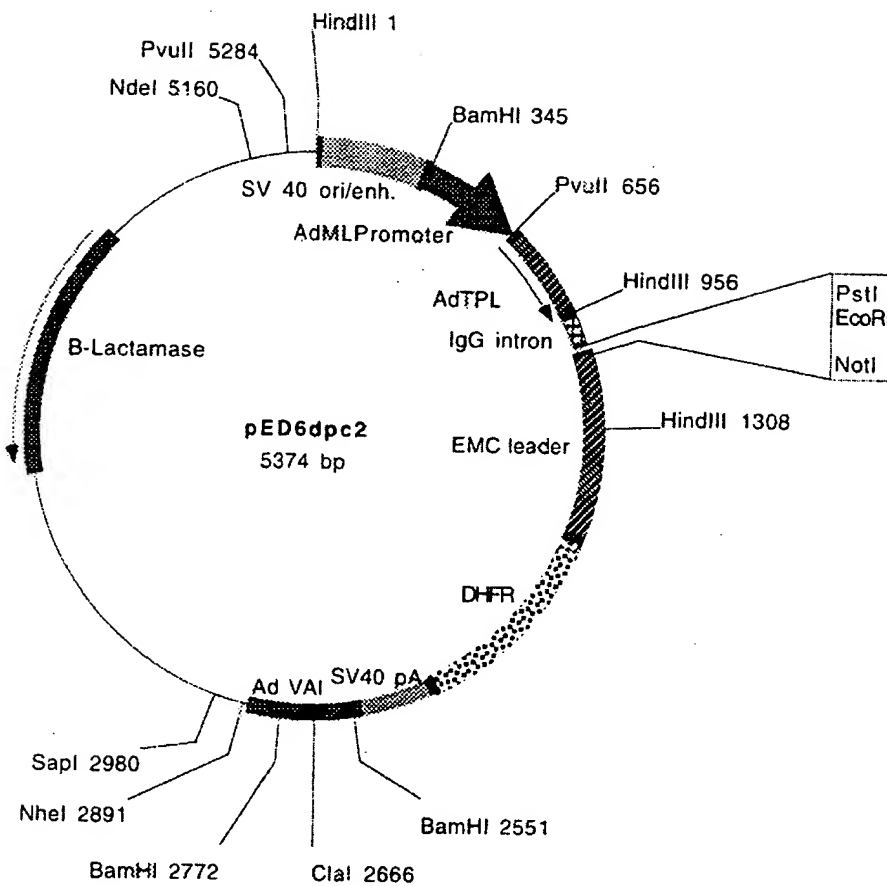 HindIII 1
PvuII 5284
NdeI 5160
BamHI 345
SV 40 ori/enh.
PvuII 656
AdMLPromoter
HindIII 956
AdTPL
PstI
EcoR
IgG intron
NotI
B-Lactamase
pED6dpc2
5374 bp
EMC leader
HindIII 1308
DHFR
SV40 pA
Ad VAI
SapI 2980
NheI 2891
BamHI 2551
BamHI 2772
ClaI 2666